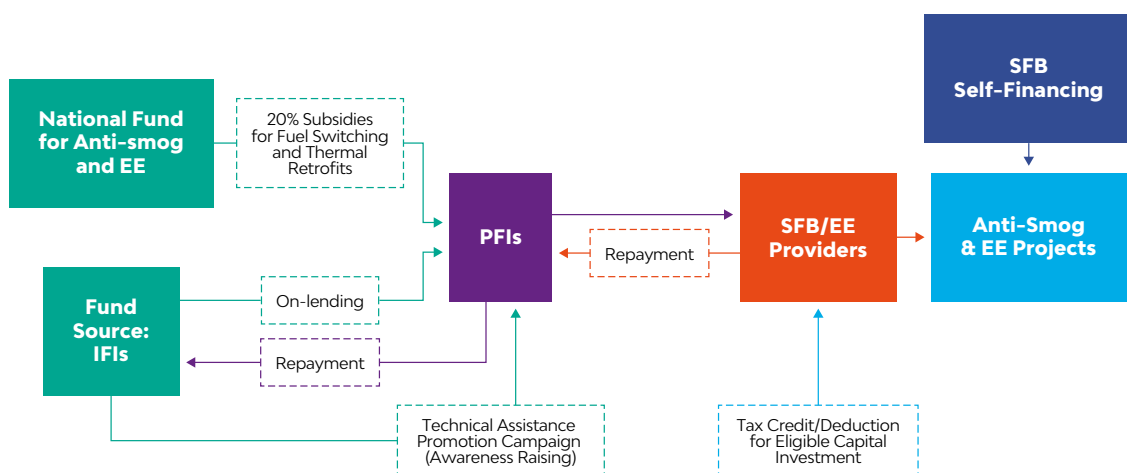 SFB
Self-Financing
National Fund
for Anti-smog
and EE
20% Subsidies
for Fuel Switching
and Thermal
Retrofits
PFIs
SFB/EE
Providers
Anti-Smog
& EE Projects
Repayment
Fund
Source:
IFIs
On-lending
Repayment
Technical Assistance
Promotion Campaign
(Awareness Raising)
Tax Credit/Deduction
for Eligible Capital
Investment